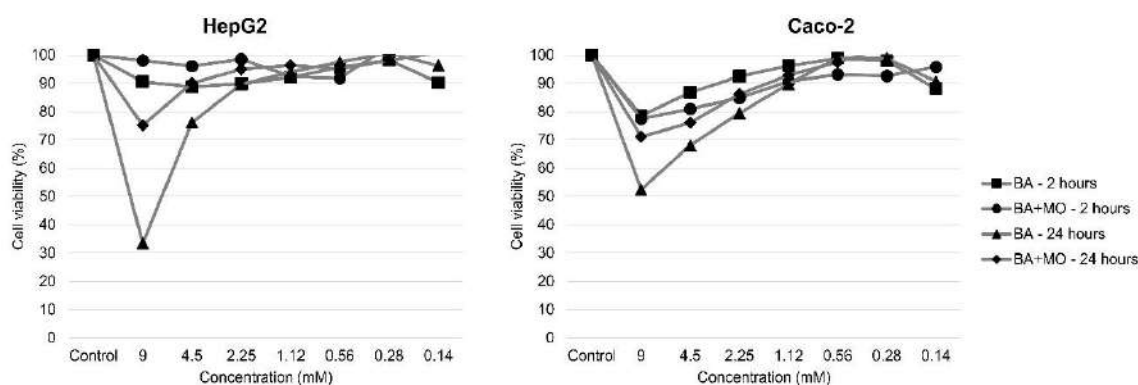 HepG2
100
90
80
70
60
50
40
30
20
10
0
Cell viability (%)
Control 9 4.5 2.25 1.12 0.56 0.28 0.14
Concentration (mM)
Caco-2
100
90
80
70
60
50
40
30
20
10
0
Cell viability (%)
Control 9 4.5 2.25 1.12 0.56 0.28 0.14
Concentration (mM)
BA - 2 hours
BA+MO - 2 hours
BA - 24 hours
BA+MO - 24 hours